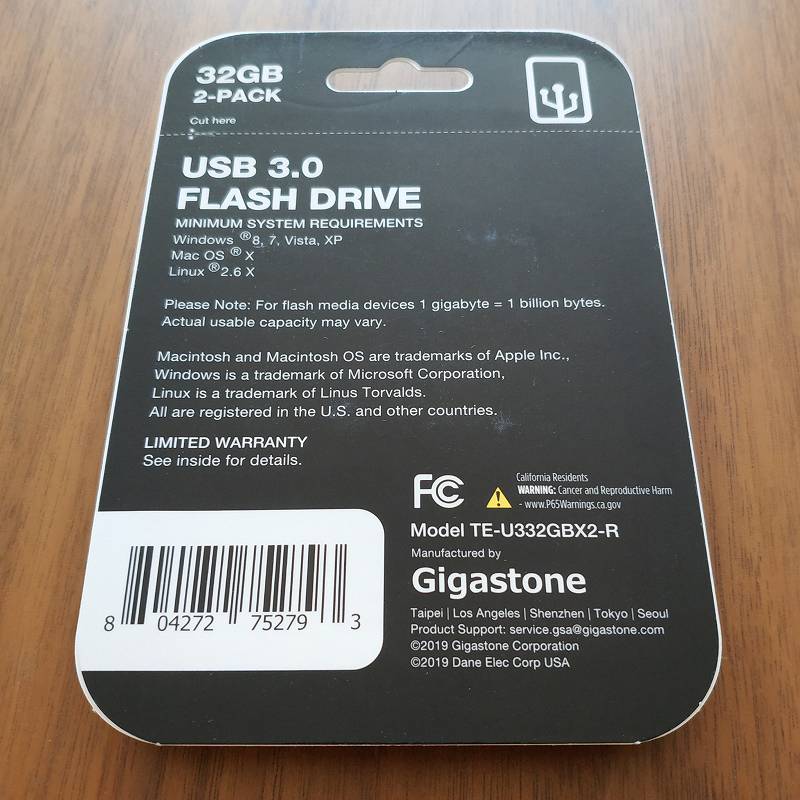 32GB
2-PACK
Cut here
USB 3.0
FLASH DRIVE
MINIMUM SYSTEM REQUIREMENTS
Windows ®8, 7, Vista, XP
Mac OS ® X
Linux ®2.6 X
Please Note: For flash media devices 1 gigabyte = 1 billion bytes.
Actual usable capacity may vary.
Macintosh and Macintosh OS are trademarks of Apple Inc.,
Windows is a trademark of Microsoft Corporation,
Linux is a trademark of Linus Torvalds.
All are registered in the U.S. and other countries.
LIMITED WARRANTY
See inside for details.
FC
California Residents
WARNING: Cancer and Reproductive Harm
- www.P65Warnings.ca.gov
Model TE-U332GBX2-R
Manufactured by
Gigastone
Taipei | Los Angeles | Shenzhen | Tokyo | Seoul
Product Support: service.gsa@gigastone.com
©2019 Gigastone Corporation
©2019 Dane Elec Corp USA
8 04272 75279 3